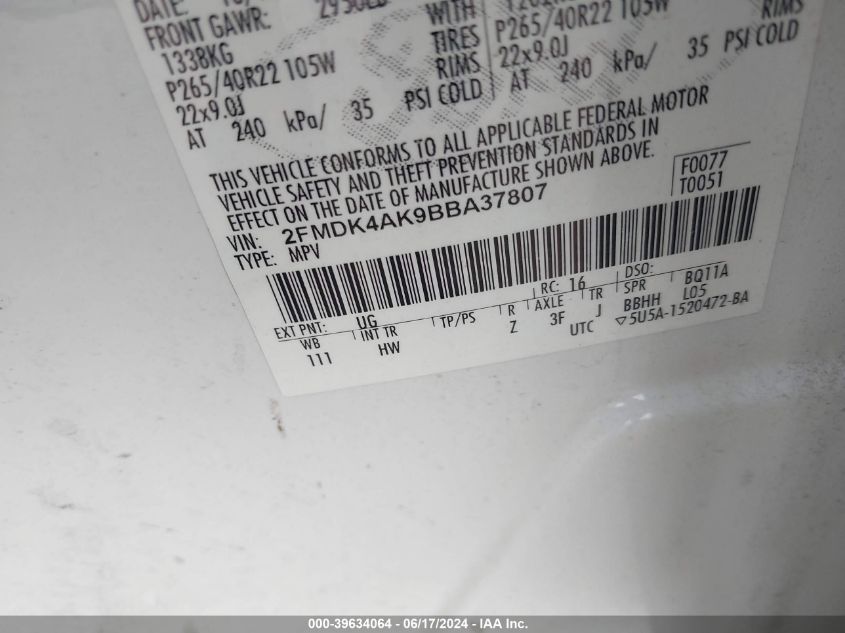 DATE:
FRONT GAWR:
1338KG
P265/40R22 105W
22x9.0J
AT 240 kPa/ 35 PSI COLD
WITH
TIRES
RIMS
P265/40R22 105W
22x9.0J
AT 240 kPa/ 35 PSI COLD
RIMS
THIS VEHICLE CONFORMS TO ALL APPLICABLE FEDERAL MOTOR
VEHICLE SAFETY AND THEFT PREVENTION STANDARDS IN
EFFECT ON THE DATE OF MANUFACTURE SHOWN ABOVE.
VIN: 2FMDK4AK9BBA37807
TYPE: MPV
F0077
T0051
EXT PNT: UG RC: 16 DSO: BQ11A
WB INT TR TP/PS R AXLE TR SPR L05
111 HW Z 3F J BBHH
UTC ▽5U5A-1520472-BA
000-39634064 - 06/17/2024 - IAA Inc.